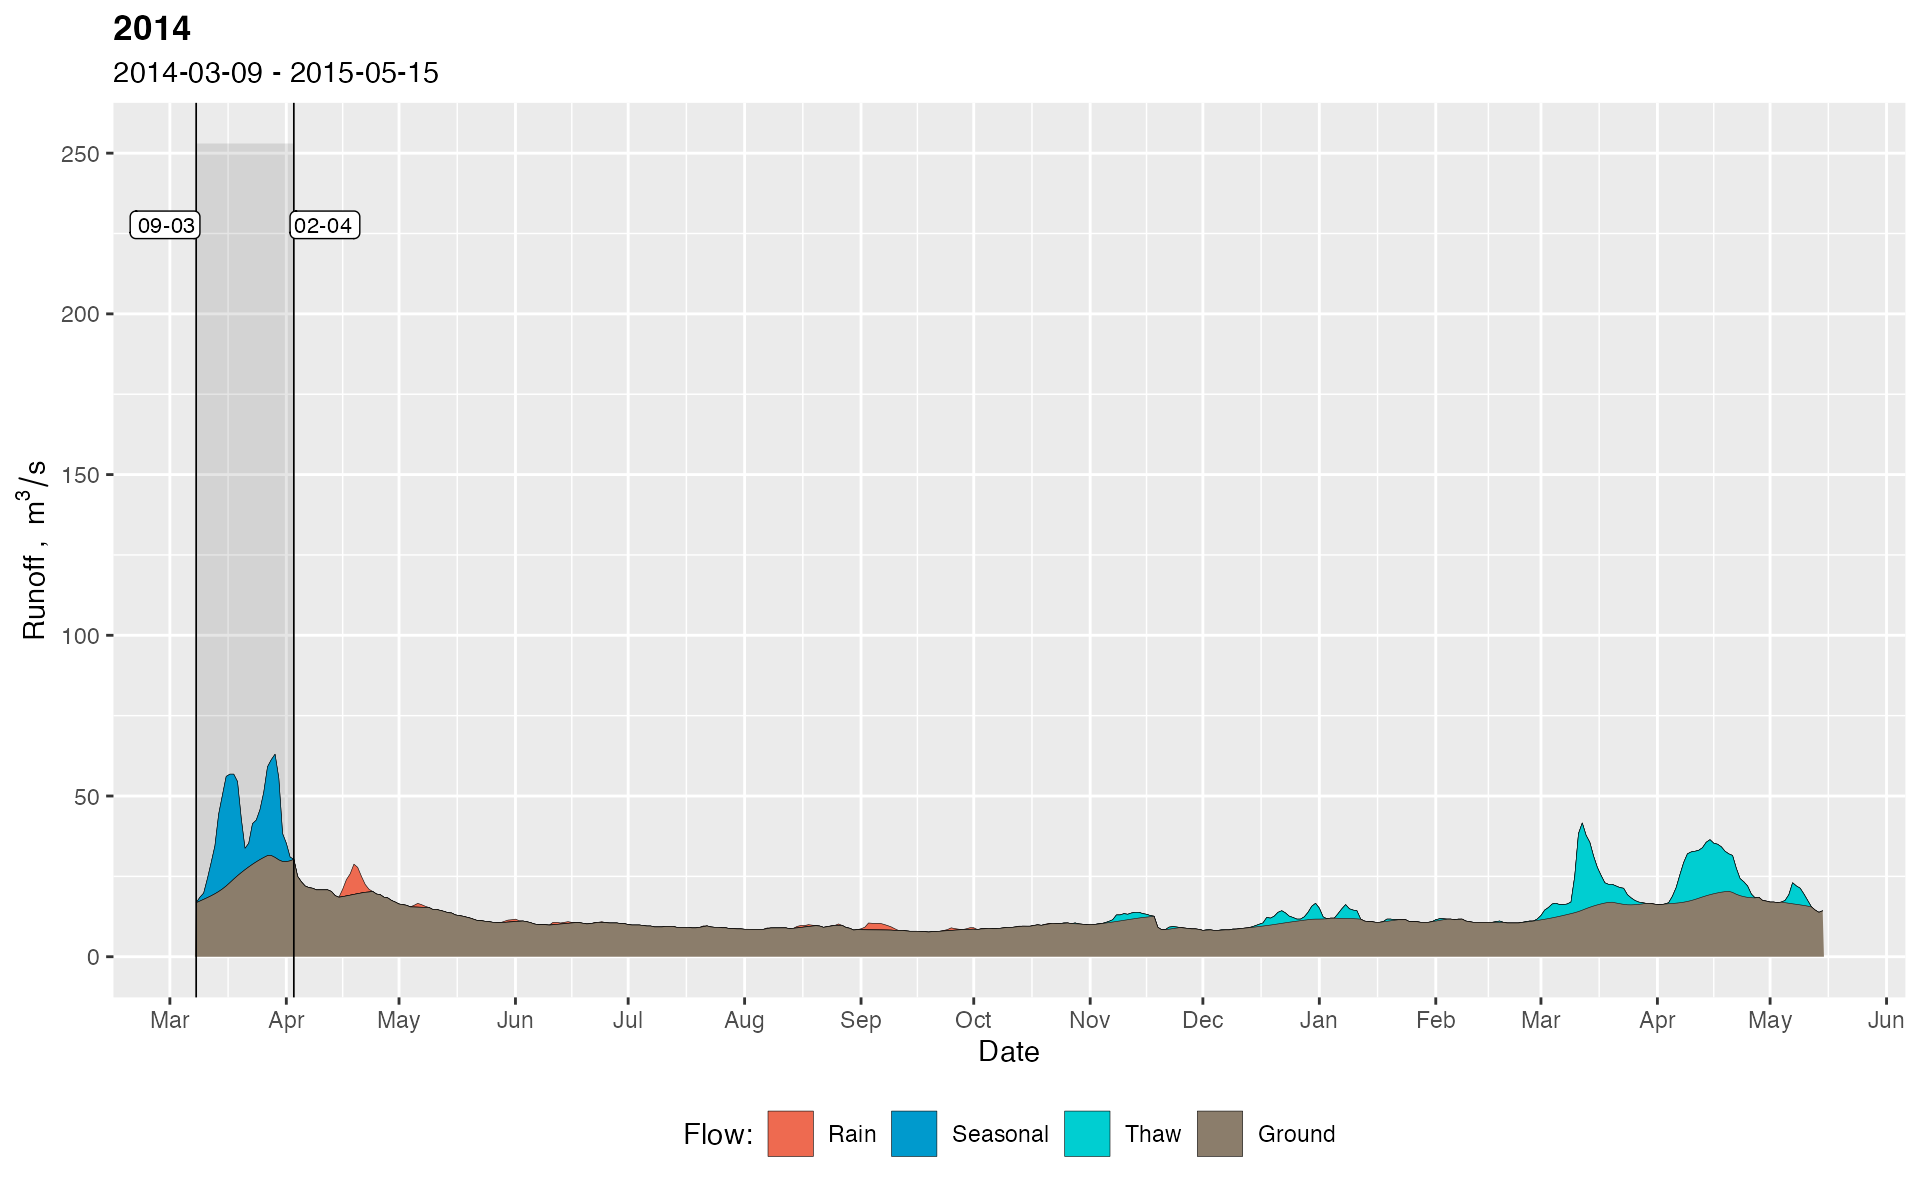 2014
2014-03-09 - 2015-05-15
250
200
150
100
50
0
Runoff , m³/s
09-03
02-04
Mar Apr May Jun Jul Aug Sep Oct Nov Dec Jan Feb Mar Apr May Jun
Date
Flow: Rain Seasonal Thaw Ground